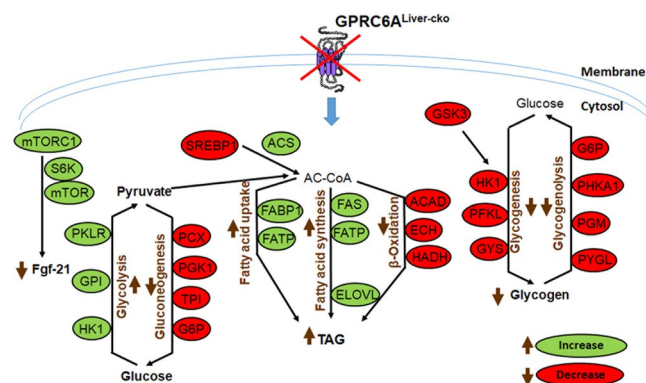 GPRC6A Liver-cko
Membrane
Cytosol
mTORC1
S6K
mTOR
Fgf-21
Pyruvate
PKLR
GPI
HK1
Glycolysis
Gluconeogenesis
PCX
PGK1
TPI
G6P
Glucose
SREBP1
ACS
AC-CoA
Fatty acid uptake
FABP1
FATP
Fatty acid synthesis
FAS
FATP
ELOVL
β-Oxidation
ACAD
ECH
HADH
TAG
GSK3
Glucose
HK1
PFKL
GYS
Glycogenesis
Glycogenolysis
G6P
PHKA1
PGM
PYGL
Glycogen
Increase
Decrease